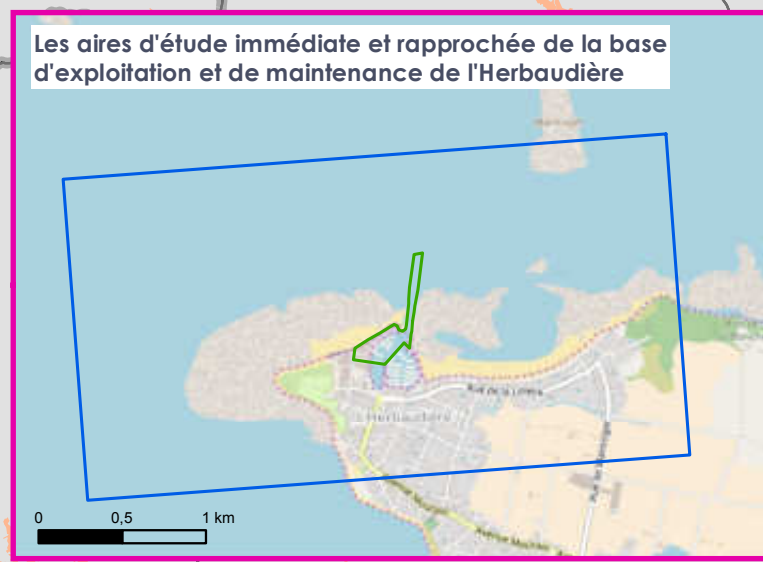 Les aires d'étude immédiate et rapprochée de la base
d'exploitation et de maintenance de l'Herbaudière
L'Herbaudière
0 0,5 1 km